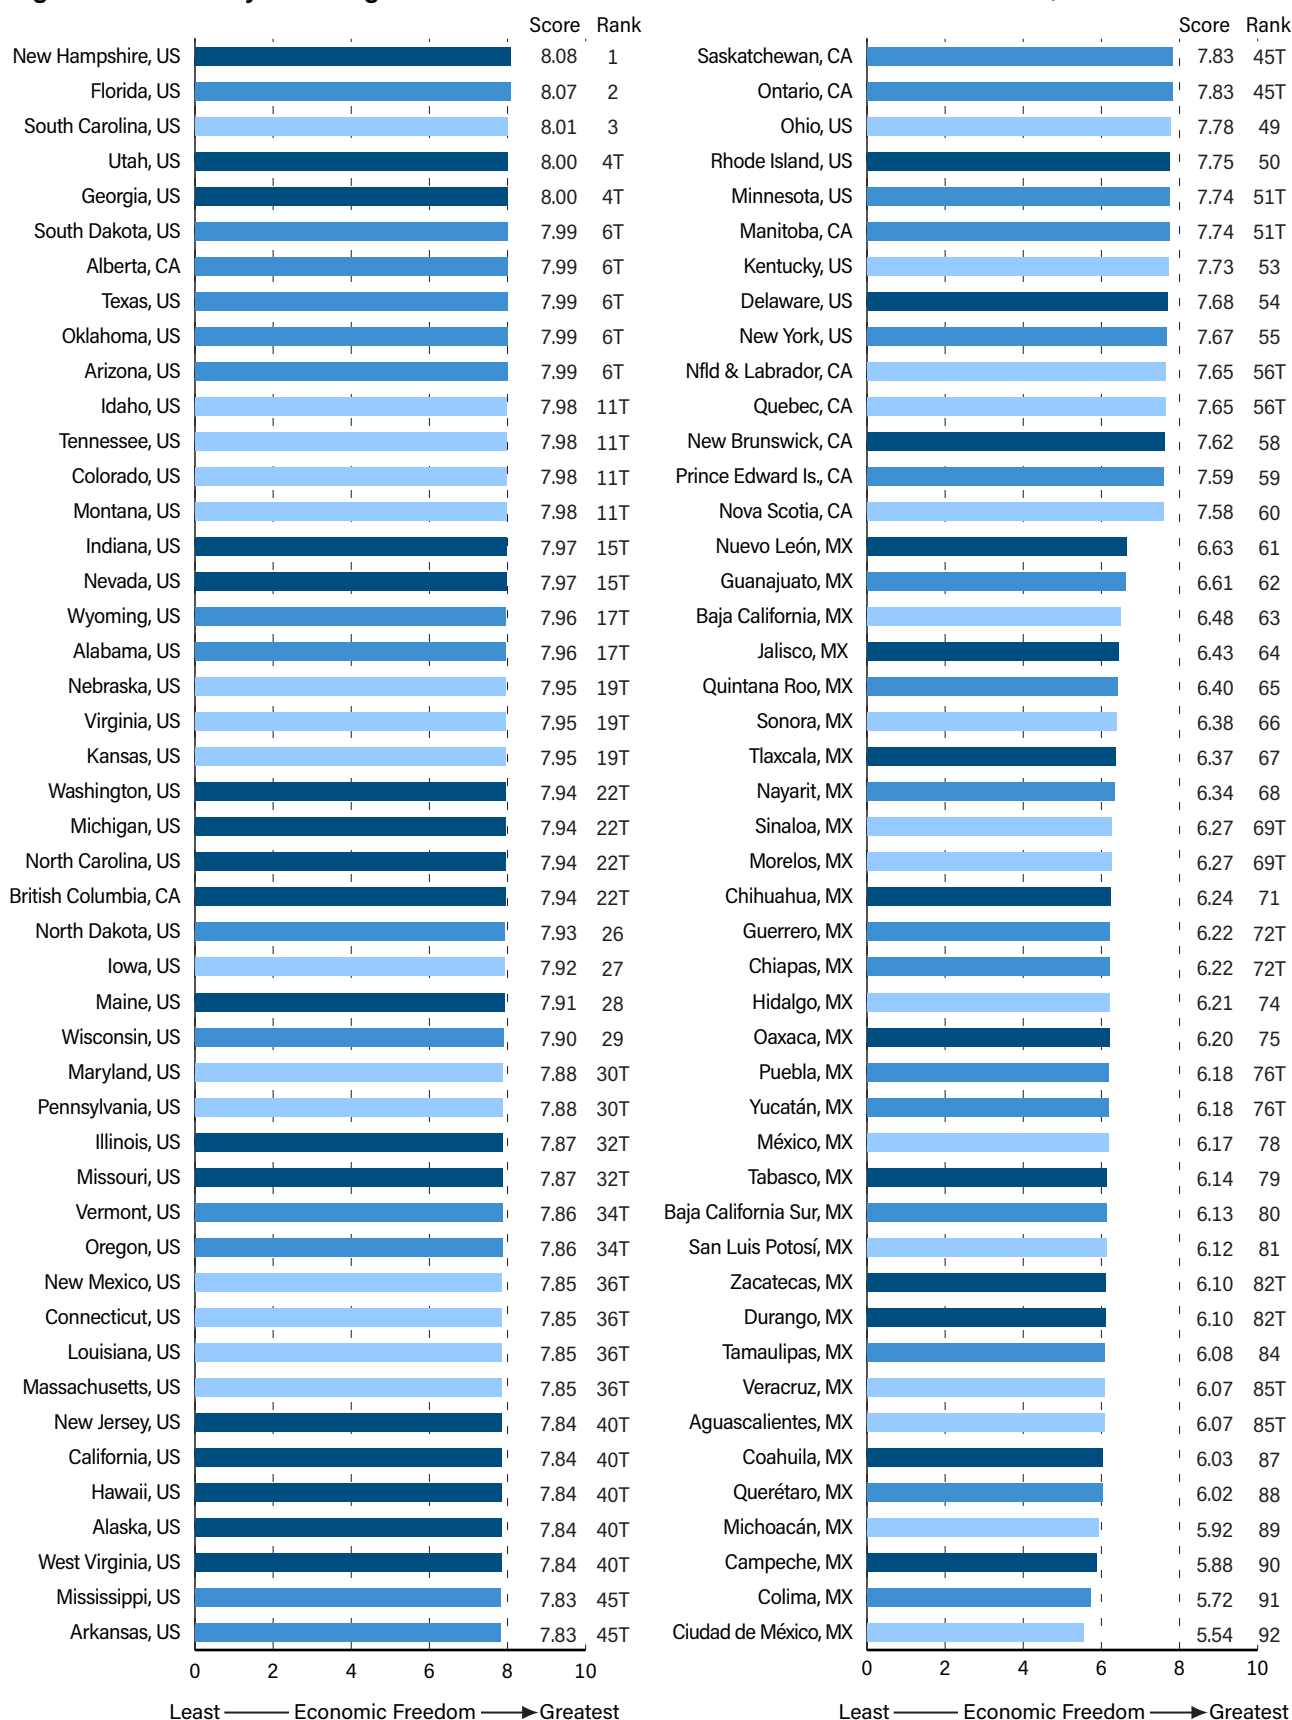 Score Rank
New Hampshire, US 8.08 1
Florida, US 8.07 2
South Carolina, US 8.01 3
Utah, US 8.00 4T
Georgia, US 8.00 4T
South Dakota, US 7.99 6T
Alberta, CA 7.99 6T
Texas, US 7.99 6T
Oklahoma, US 7.99 6T
Arizona, US 7.99 6T
Idaho, US 7.98 11T
Tennessee, US 7.98 11T
Colorado, US 7.98 11T
Montana, US 7.98 11T
Indiana, US 7.97 15T
Nevada, US 7.97 15T
Wyoming, US 7.96 17T
Alabama, US 7.96 17T
Nebraska, US 7.95 19T
Virginia, US 7.95 19T
Kansas, US 7.95 19T
Washington, US 7.94 22T
Michigan, US 7.94 22T
North Carolina, US 7.94 22T
British Columbia, CA 7.94 22T
North Dakota, US 7.93 26
Iowa, US 7.92 27
Maine, US 7.91 28
Wisconsin, US 7.90 29
Maryland, US 7.88 30T
Pennsylvania, US 7.88 30T
Illinois, US 7.87 32T
Missouri, US 7.87 32T
Vermont, US 7.86 34T
Oregon, US 7.86 34T
New Mexico, US 7.85 36T
Connecticut, US 7.85 36T
Louisiana, US 7.85 36T
Massachusetts, US 7.85 36T
New Jersey, US 7.84 40T
California, US 7.84 40T
Hawaii, US 7.84 40T
Alaska, US 7.84 40T
West Virginia, US 7.84 40T
Mississippi, US 7.83 45T
Arkansas, US 7.83 45T
0 2 4 6 8 10
Least Economic Freedom Greatest
Score Rank
Saskatchewan, CA 7.83 45T
Ontario, CA 7.83 45T
Ohio, US 7.78 49
Rhode Island, US 7.75 50
Minnesota, US 7.74 51T
Manitoba, CA 7.74 51T
Kentucky, US 7.73 53
Delaware, US 7.68 54
New York, US 7.67 55
Nfld & Labrador, CA 7.65 56T
Quebec, CA 7.65 56T
New Brunswick, CA 7.62 58
Prince Edward Is., CA 7.59 59
Nova Scotia, CA 7.58 60
Nuevo León, MX 6.63 61
Guanajuato, MX 6.61 62
Baja California, MX 6.48 63
Jalisco, MX 6.43 64
Quintana Roo, MX 6.40 65
Sonora, MX 6.38 66
Tlaxcala, MX 6.37 67
Nayarit, MX 6.34 68
Sinaloa, MX 6.27 69T
Morelos, MX 6.27 69T
Chihuahua, MX 6.24 71
Guerrero, MX 6.22 72T
Chiapas, MX 6.22 72T
Hidalgo, MX 6.21 74
Oaxaca, MX 6.20 75
Puebla, MX 6.18 76T
Yucatán, MX 6.18 76T
México, MX 6.17 78
Tabasco, MX 6.14 79
Baja California Sur, MX 6.13 80
San Luis Potosí, MX 6.12 81
Zacatecas, MX 6.10 82T
Durango, MX 6.10 82T
Tamaulipas, MX 6.08 84
Veracruz, MX 6.07 85T
Aguascalientes, MX 6.07 85T
Coahuila, MX 6.03 87
Querétaro, MX 6.02 88
Michoacán, MX 5.92 89
Campeche, MX 5.88 90
Colima, MX 5.72 91
Ciudad de México, MX 5.54 92
0 2 4 6 8 10
Least Economic Freedom Greatest